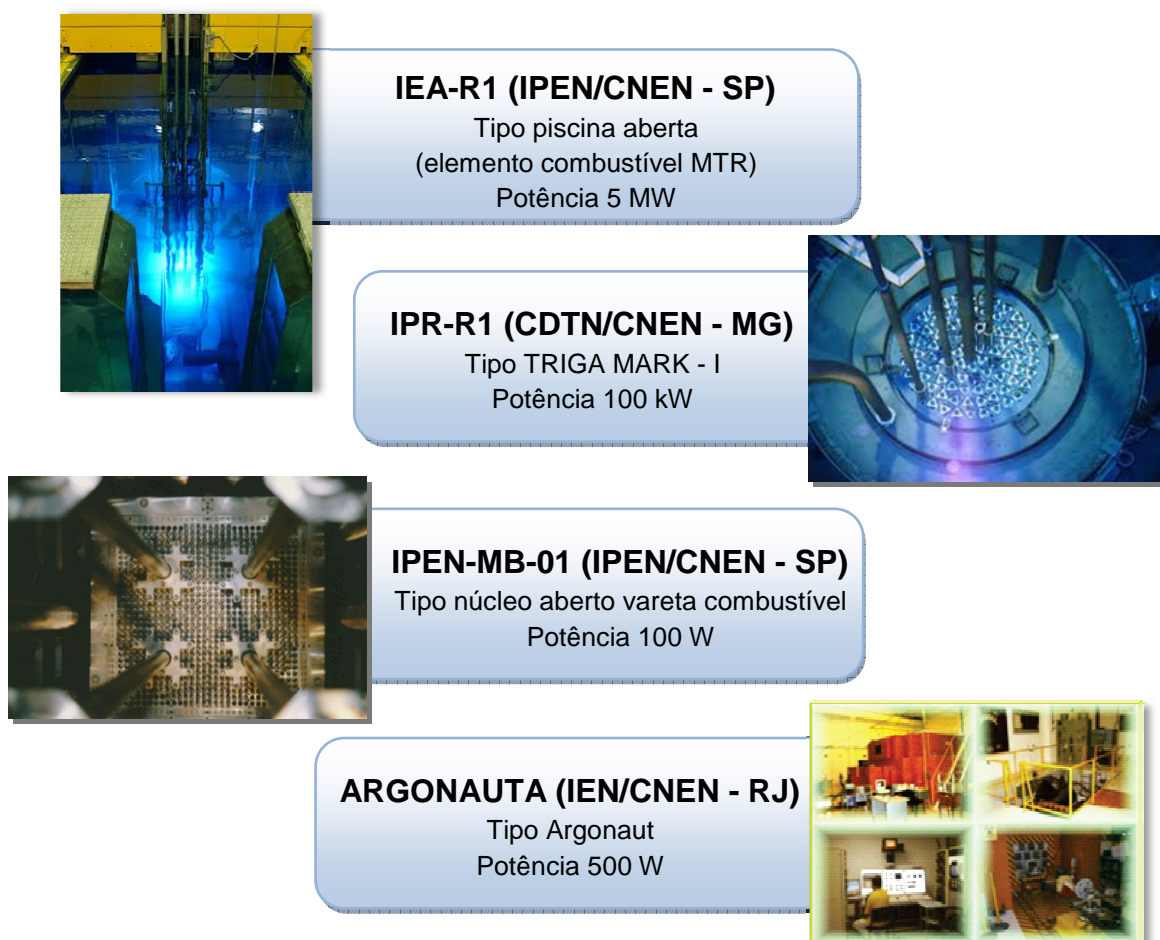 IEA-R1 (IPEN/CNEN - SP)
Tipo piscina aberta
(elemento combustível MTR)
Potência 5 MW
IPR-R1 (CDTN/CNEN - MG)
Tipo TRIGA MARK - I
Potência 100 kW
IPEN-MB-01 (IPEN/CNEN - SP)
Tipo núcleo aberto vareta combustível
Potência 100 W
ARGONAUTA (IEN/CNEN - RJ)
Tipo Argonaut
Potência 500 W